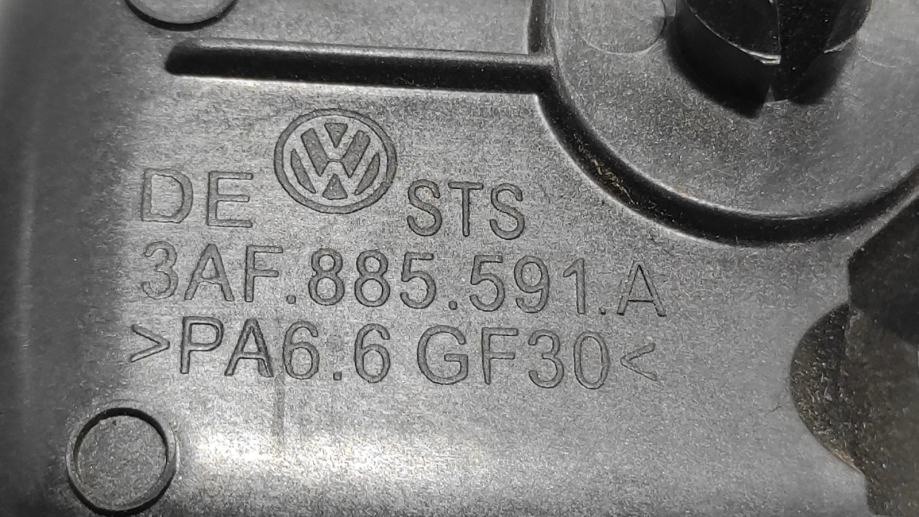 DE STS
3AF.885.591.A
>PA6.6 GF30<